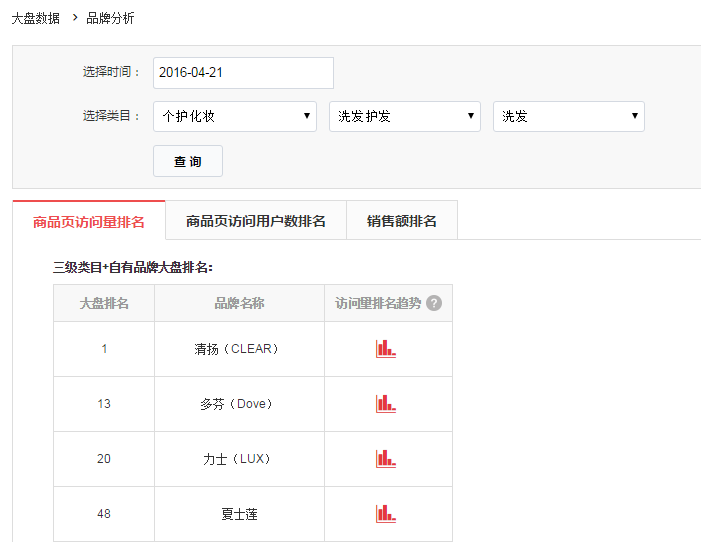 大盘数据 > 品牌分析
选择时间： 2016-04-21
选择类目： 个护化妆 洗发护发 洗发
查 询
商品页访问量排名 商品页访问用户数排名 销售额排名
三级类目+自有品牌大盘排名:
大盘排名 品牌名称 访问量排名趋势 ?
1 清扬（CLEAR）
13 多芬（Dove）
20 力士（LUX）
48 夏士莲